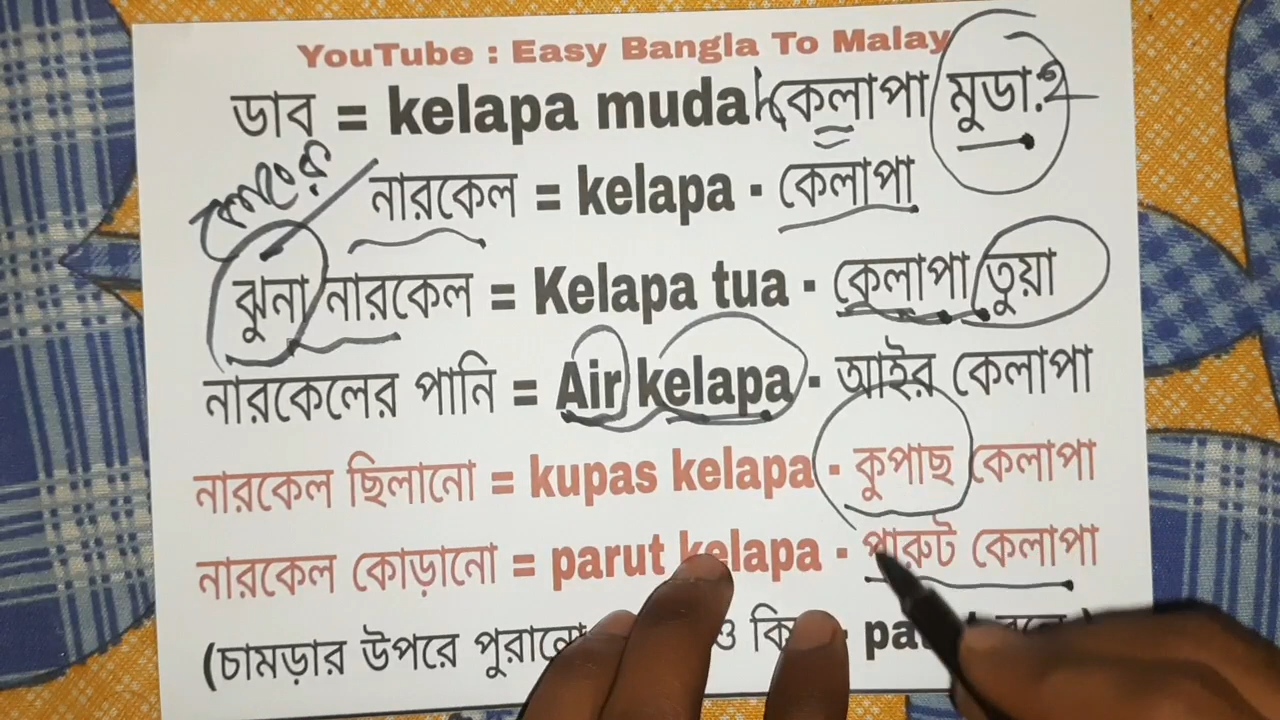 YouTube : Easy Bangla To Malay
ডাব = kelapa muda কেলাপা মুডা
নারকেল = kelapa - কেলাপা
ঝুনা নারকেল = Kelapa tua - কেলাপা তুয়া
নারকেলের পানি = Air kelapa - আইর কেলাপা
নারকেল ছিলানো = kupas kelapa - কুপাছ কেলাপা
নারকেল কোড়ানো = parut kelapa - পারুট কেলাপা
(চামড়ার উপরে